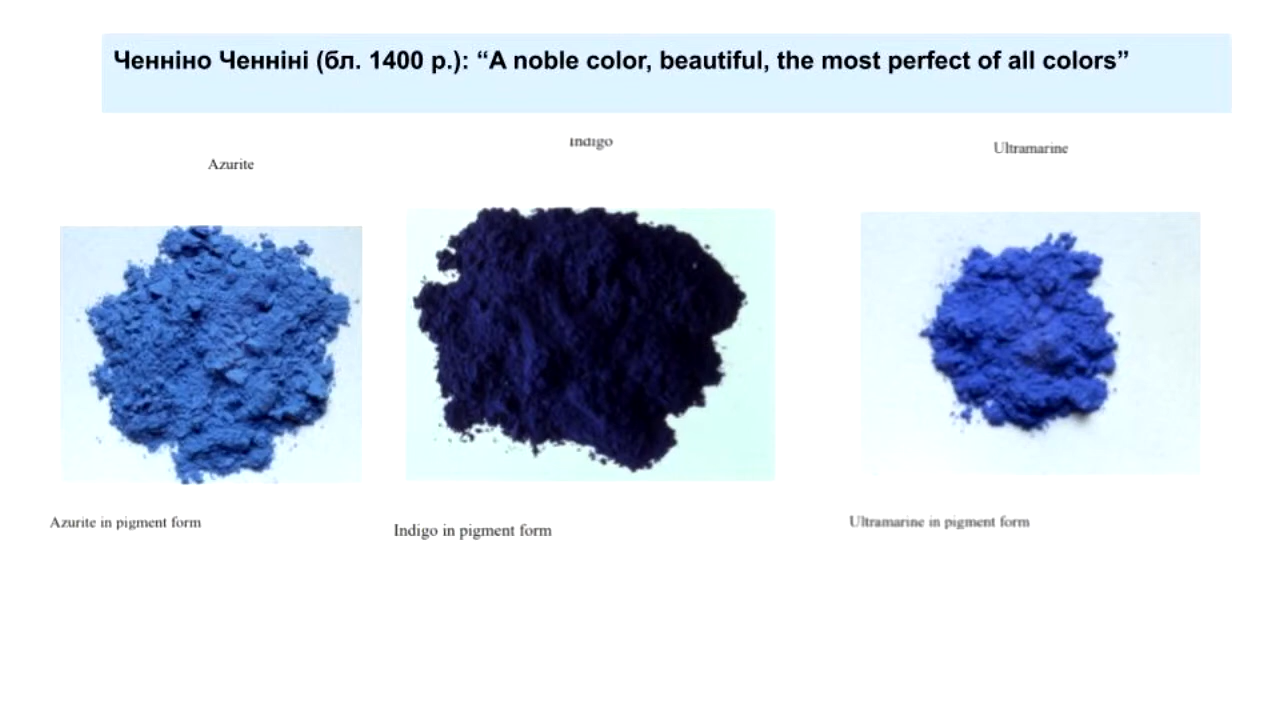 Ченніно Ченніні (бл. 1400 р.): “A noble color, beautiful, the most perfect of all colors”
Azurite
Indigo
Ultramarine
Azurite in pigment form
Indigo in pigment form
Ultramarine in pigment form